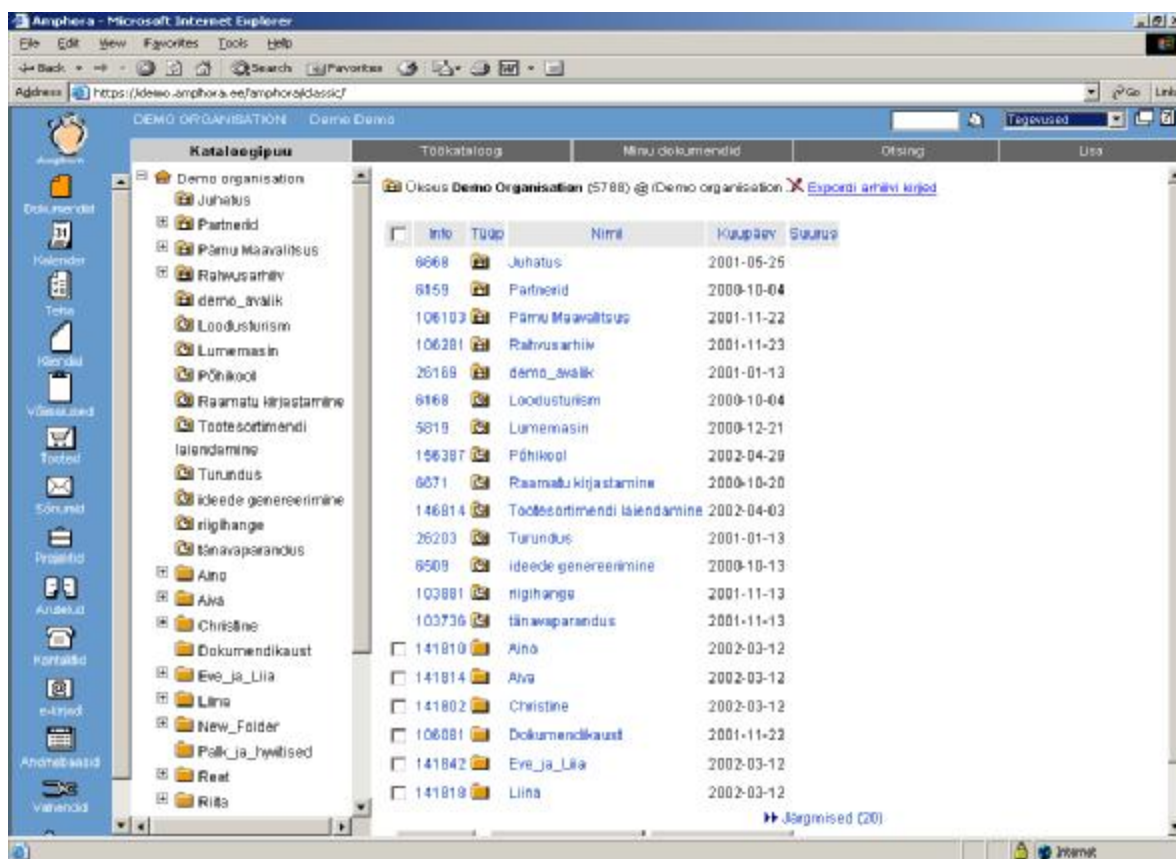 Amphora - Microsoft Internet Explorer
File Edit View Favorites Tools Help
Back Search Favorites
Address https://demo.amphora.ee/amphora/classic/ Go Links
DEMO ORGANISATION Demo Demo Tegevused
Kataloogipuu Töökataloog Minu dokumendid Otsing Lisa
Amphora
Dokumendid
Kalender
Kliendid
Tooted
Sõnumid
Projektid
Kontaktid
e-kirjad
Andmebaasid
Vahendid
Demo organisation
Juhatus
Partnerid
Pärnu Maavalitsus
Rahvusarhiiv
demo_avalik
Loodusturism
Lumemasin
Põhikool
Raamatu kirjastamine
Tootesortimendi
laiendamine
Turundus
ideede genereerimine
riigihange
tänavaparandus
Aino
Aiva
Christine
Dokumendikaust
Eve_ja_Liia
Liina
New_Folder
Palk_ja_hyvitised
Reet
Riita
Üksus Demo Organisation (5788) @ /Demo organisation Expordi arhiivi kirjed
Info Tüüp Nimi Kuupäev Suurus
6668 Juhatus 2001-05-25
6159 Partnerid 2000-10-04
106103 Pärnu Maavalitsus 2001-11-22
106281 Rahvusarhiiv 2001-11-23
26169 demo_avalik 2001-01-13
6168 Loodusturism 2000-10-04
5819 Lumemasin 2000-12-21
156387 Põhikool 2002-04-29
6671 Raamatu kirjastamine 2000-10-20
146814 Tootesortimendi laiendamine 2002-04-03
26203 Turundus 2001-01-13
6509 ideede genereerimine 2000-10-13
103881 riigihange 2001-11-13
103736 tänavaparandus 2001-11-13
141810 Aino 2002-03-12
141814 Aiva 2002-03-12
141802 Christine 2002-03-12
106081 Dokumendikaust 2001-11-22
141842 Eve_ja_Liia 2002-03-12
141818 Liina 2002-03-12
Järgmised (20)
Internet